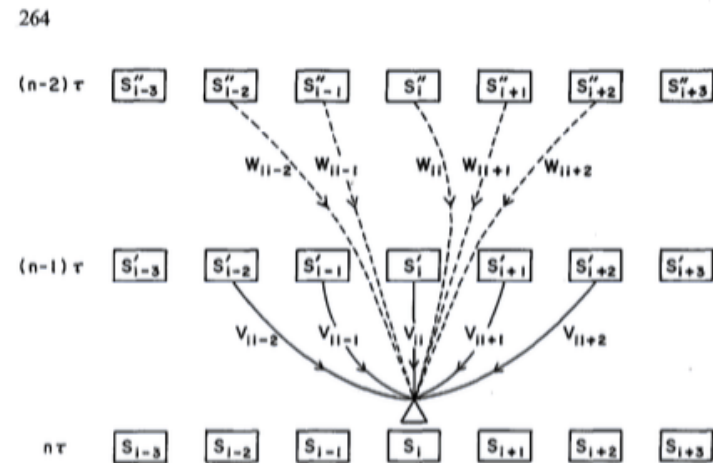 264
(n-2) τ S''i-3 S''i-2 S''i-1 S''i S''i+1 S''i+2 S''i+3
Wii-2 Wii-1 Wii Wii+1 Wii+2
(n-1) τ S'i-3 S'i-2 S'i-1 S'i S'i+1 S'i+2 S'i+3
Vii-2 Vii-1 Vii Vii+1 Vii+2
n τ Si-3 Si-2 Si-1 Si Si+1 Si+2 Si+3